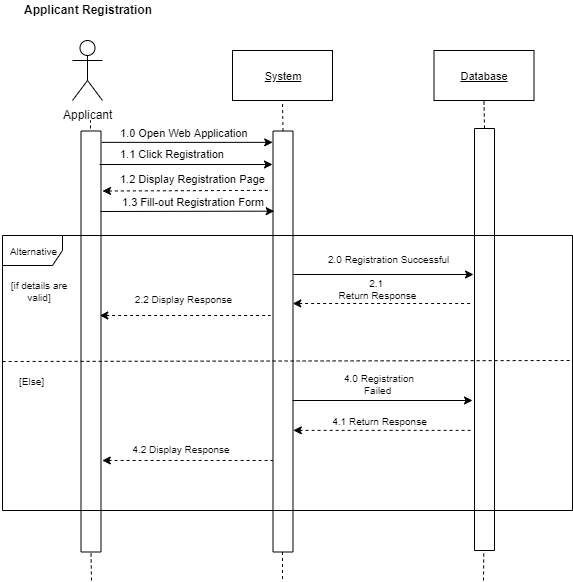 Applicant Registration
System
Database
Applicant
1.0 Open Web Application
1.1 Click Registration
1.2 Display Registration Page
1.3 Fill-out Registration Form
Alternative
2.0 Registration Successful
[if details are
valid]
2.1
Return Response
2.2 Display Response
[Else]
4.0 Registration
Failed
4.1 Return Response
4.2 Display Response